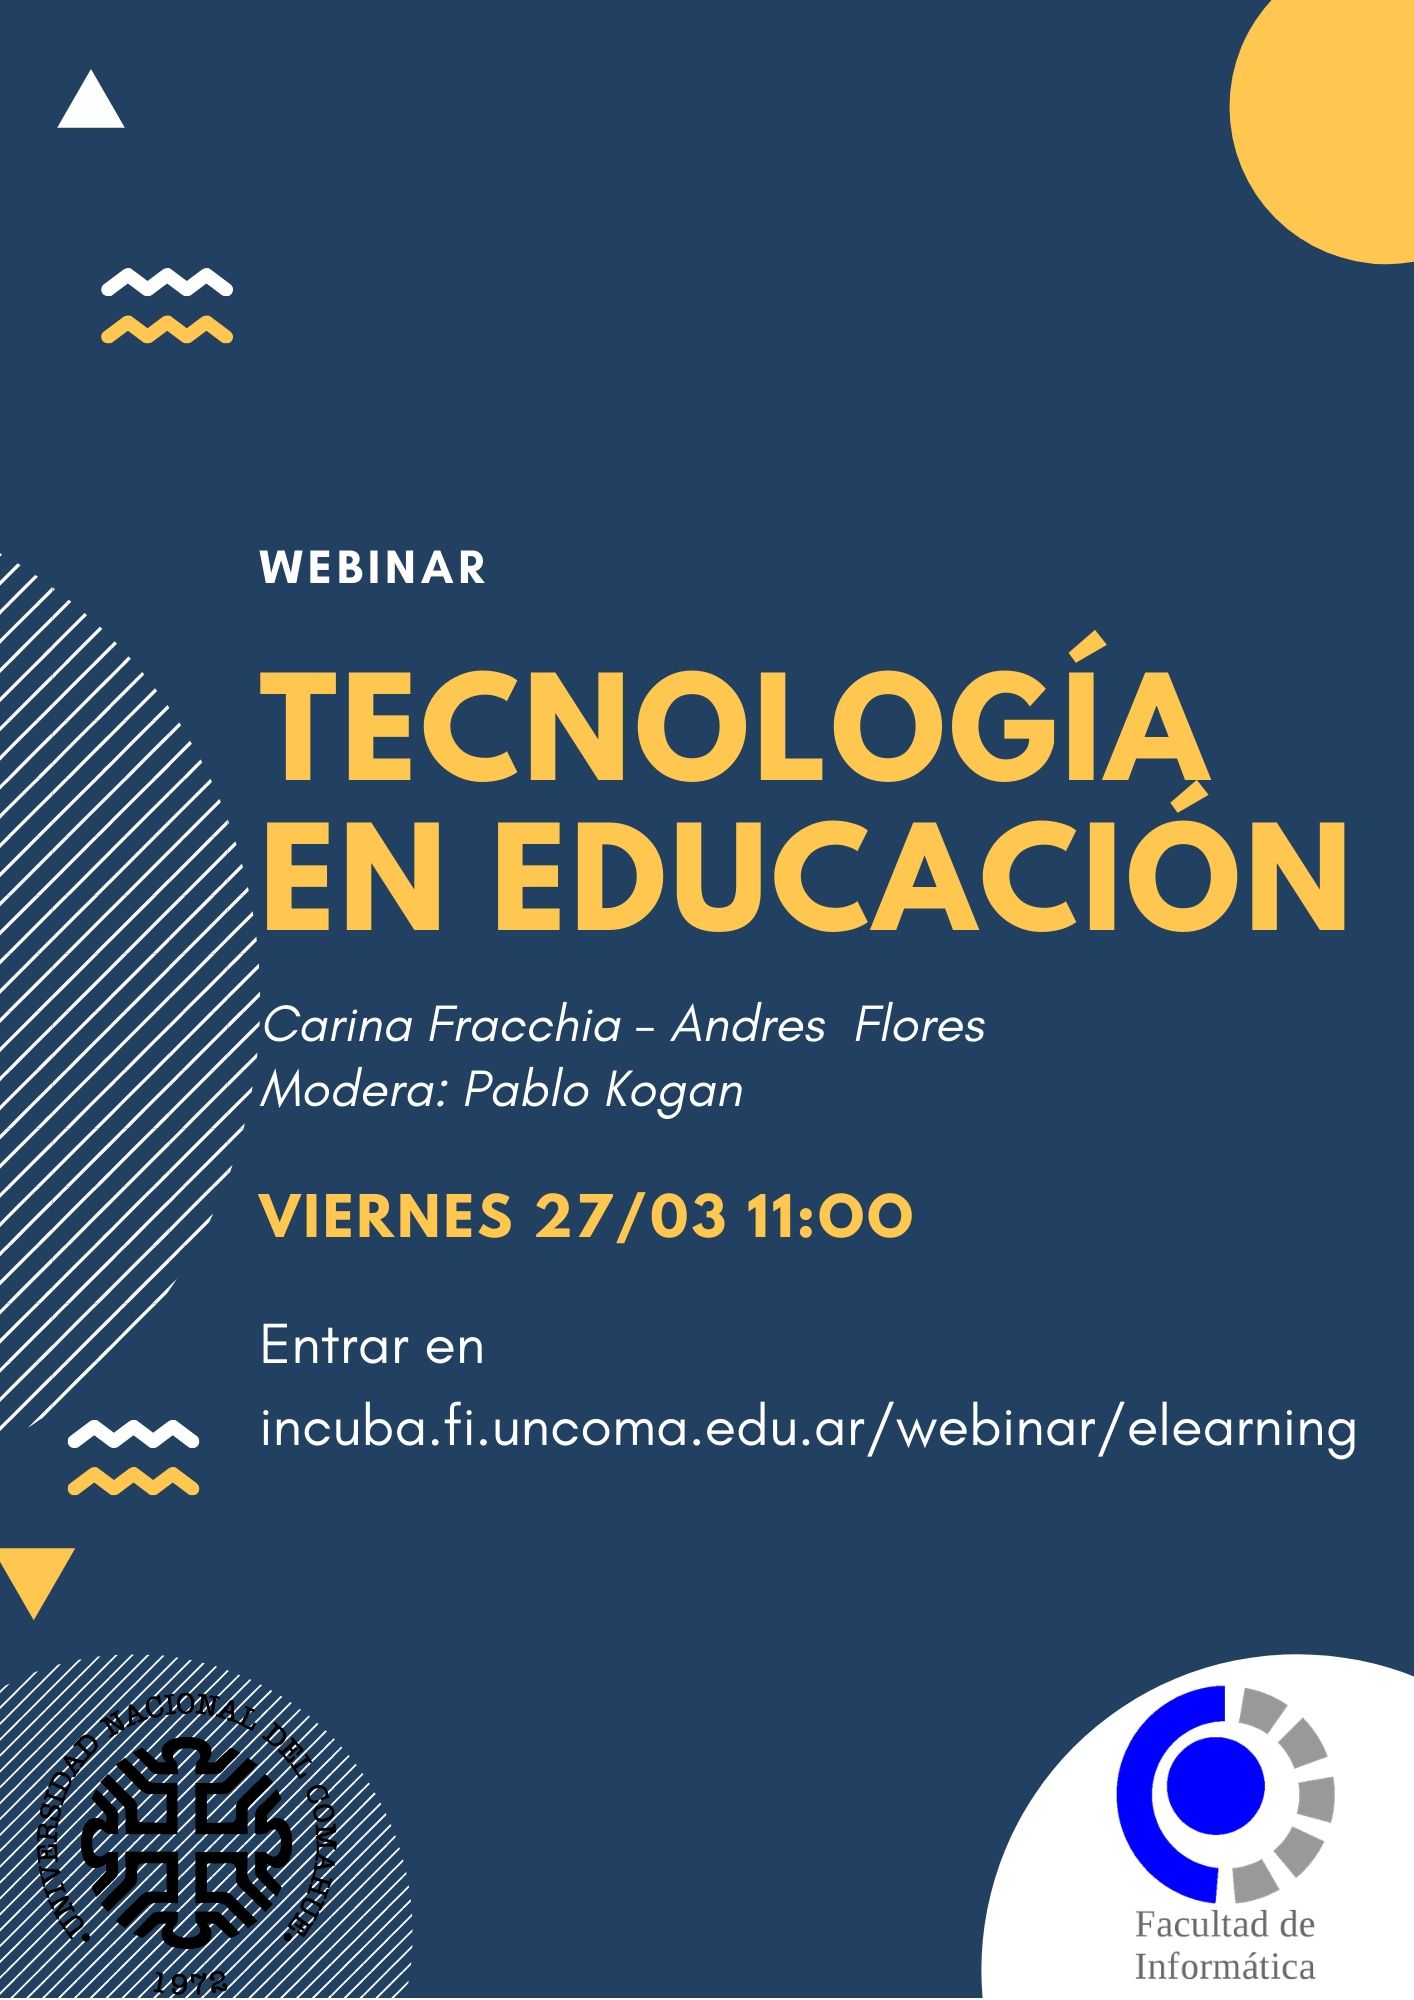 WEBINAR
TECNOLOGÍA
EN EDUCACIÓN
Carina Fracchia - Andres  Flores
Modera: Pablo Kogan
VIERNES 27/03 11:00
Entrar en
incuba.fi.uncoma.edu.ar/webinar/elearning
·UNIVERSIDAD NACIONAL DEL COMAHUE·
1972
Facultad de
Informática